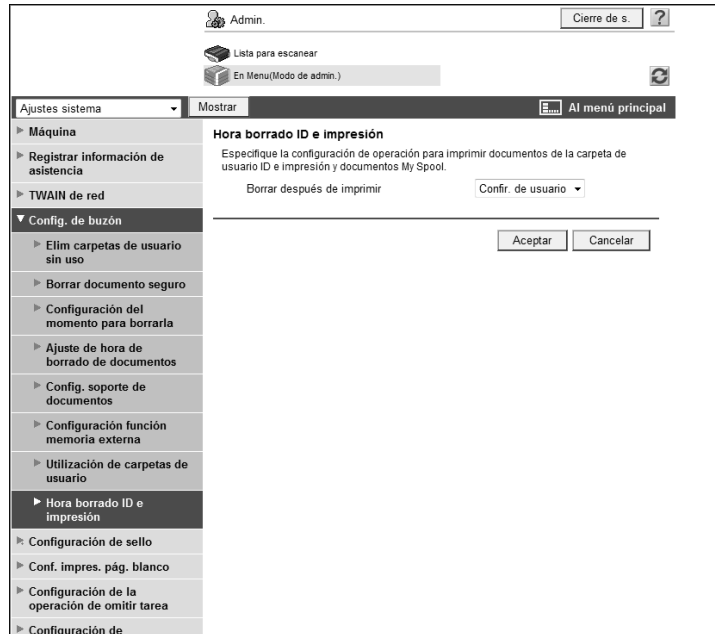 Admin.
Cierre de s.
?
Lista para escanear
En Menu(Modo de admin.)
Ajustes sistema
Mostrar
Al menú principal
Máquina
Registrar información de
asistencia
TWAIN de red
Config. de buzón
Elim carpetas de usuario
sin uso
Borrar documento seguro
Configuración del
momento para borrarla
Ajuste de hora de
borrado de documentos
Config. soporte de
documentos
Configuración función
memoria externa
Utilización de carpetas de
usuario
Hora borrado ID e
impresión
Configuración de sello
Conf. impres. pág. blanco
Configuración de la
operación de omitir tarea
Configuración de
Hora borrado ID e impresión
Especifique la configuración de operación para imprimir documentos de la carpeta de
usuario ID e impresión y documentos My Spool.
Borrar después de imprimir
Confir. de usuario
Aceptar
Cancelar